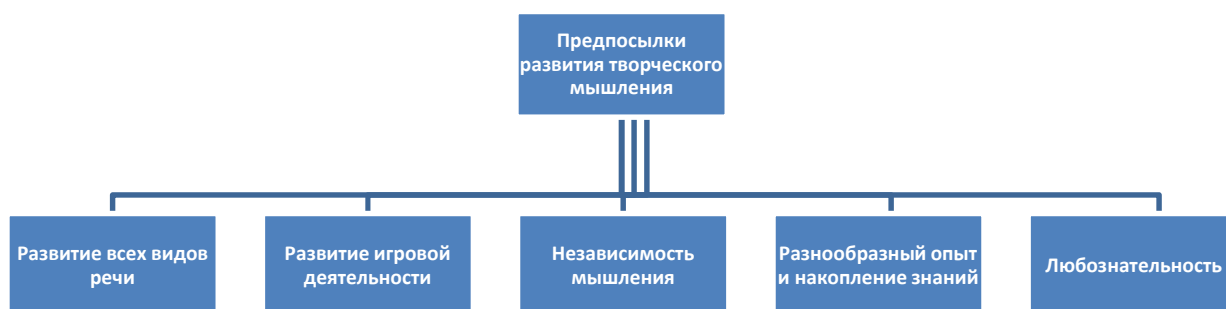 Предпосылки
развития творческого
мышления
Развитие всех видов
речи
Развитие игровой
деятельности
Независимость
мышления
Разнообразный опыт
и накопление знаний
Любознательность